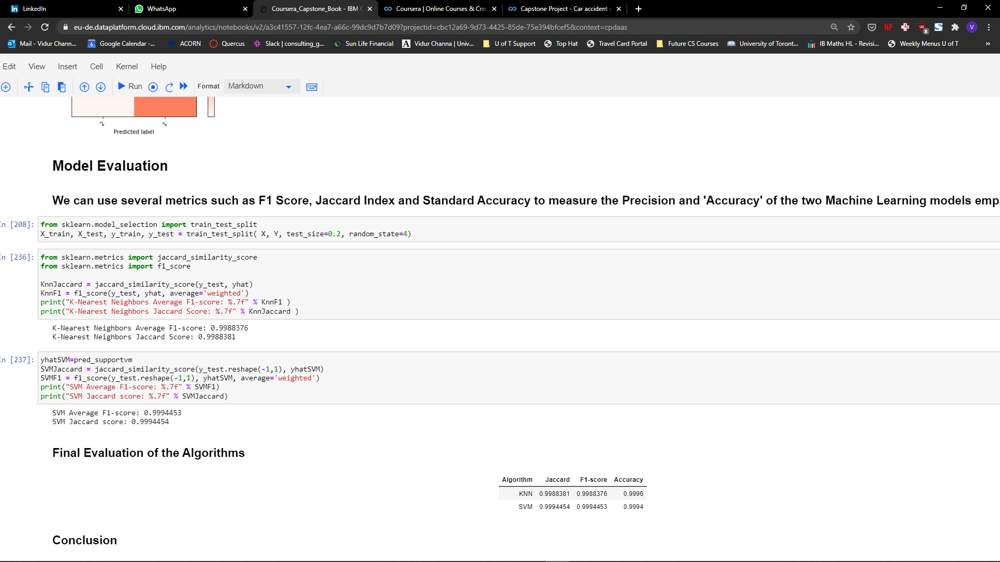 LinkedIn
WhatsApp
Coursera_Capstone_Book - IBM
Coursera | Online Courses & Cre
Capstone Project - Car accident s
eu-de.dataplatform.cloud.ibm.com/analytics/notebooks/v2/a3c41557-12fc-4ea7-a66c-99dc9d7b7d09?projectid=cbc12a69-9d73-4425-85de-75e394bfcef5&context=cpdaas
NP
8
V
Mail - Vidur Chann...
6
Google Calendar -...
ACORN
Quercus
Slack | consulting_g...
Sun Life Financial
A
Vidur Channa | Univ...
U of T Support
Top Hat
Travel Card Portal
Future CS Courses
University of Toront...
IB Maths HL - Revisi...
Weekly Menus U of T
»
Edit View Insert Cell Kernel Help
Run
Format
Markdown
2 1
Predicted label
Model Evaluation
We can use several metrics such as F1 Score, Jaccard Index and Standard Accuracy to measure the Precision and 'Accuracy' of the two Machine Learning models emp
n [208]:
from sklearn.model_selection import train_test_split
X_train, X_test, y_train, y_test = train_test_split( X, Y, test_size=0.2, random_state=4)
n [236]:
from sklearn.metrics import jaccard_similarity_score
from sklearn.metrics import f1_score
KnnJaccard = jaccard_similarity_score(y_test, yhat)
KnnF1 = f1_score(y_test, yhat, average='weighted')
print("K-Nearest Neighbors Average F1-score: %.7f" % KnnF1 )
print("K-Nearest Neighbors Jaccard Score: %.7f" % KnnJaccard )
K-Nearest Neighbors Average F1-score: 0.9988376
K-Nearest Neighbors Jaccard Score: 0.9988381
n [237]:
yhatSVM=pred_supportvm
SVMJaccard = jaccard_similarity_score(y_test.reshape(-1,1), yhatSVM)
SVMF1 = f1_score(y_test.reshape(-1,1), yhatSVM, average='weighted')
print("SVM Average F1-score: %.7f" % SVMF1)
print("SVM Jaccard score: %.7f" % SVMJaccard)
SVM Average F1-score: 0.9994453
SVM Jaccard score: 0.9994454
Final Evaluation of the Algorithms
Algorithm Jaccard F1-score Accuracy
KNN 0.9988381 0.9988376 0.9996
SVM 0.9994454 0.9994453 0.9994
Conclusion